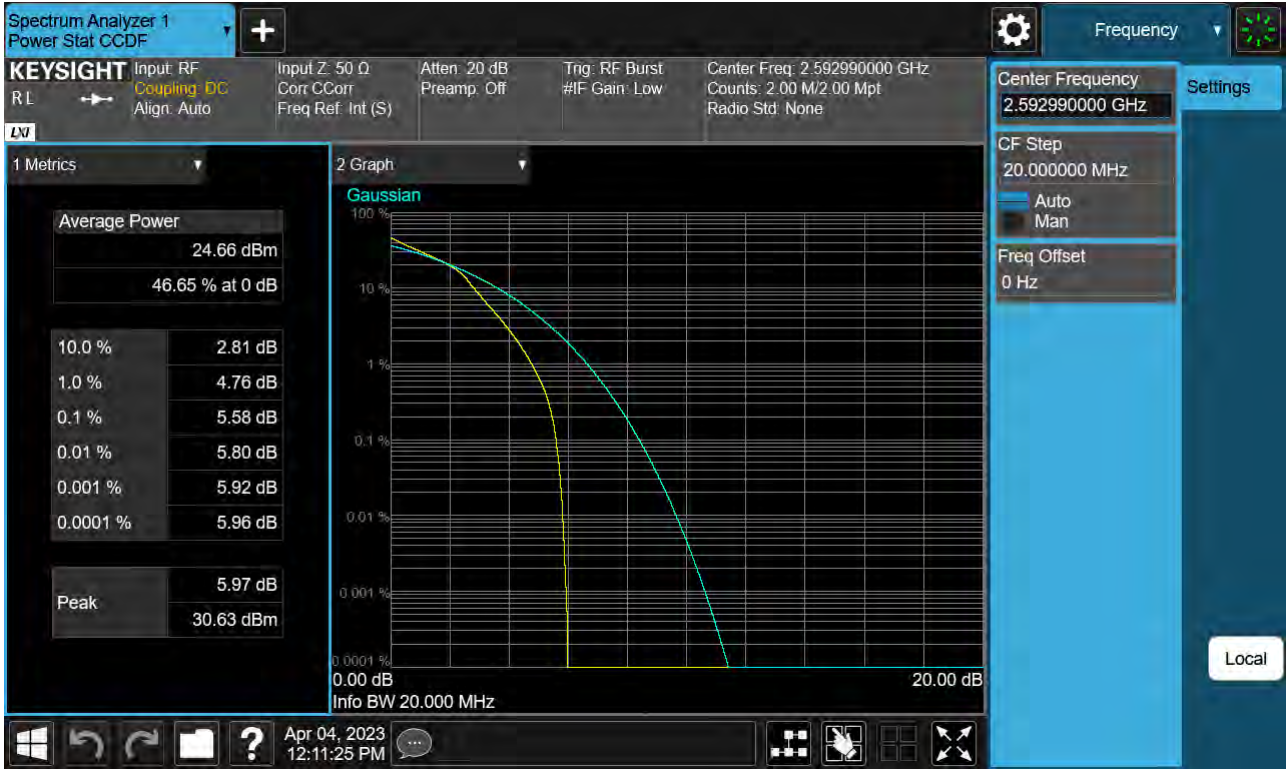 Spectrum Analyzer 1
Power Stat CCDF
+
Frequency
KEYSIGHT
RL
LXI
Input: RF
Coupling: DC
Align: Auto
Input Z: 50 Ω
Corr CCorr
Freq Ref: Int (S)
Atten: 20 dB
Preamp: Off
Trig: RF Burst
#IF Gain: Low
Center Freq: 2.592990000 GHz
Counts: 2.00 M/2.00 Mpt
Radio Std: None
1 Metrics
Average Power
24.66 dBm
46.65 % at 0 dB
10.0 % 2.81 dB
1.0 % 4.76 dB
0.1 % 5.58 dB
0.01 % 5.80 dB
0.001 % 5.92 dB
0.0001 % 5.96 dB
Peak
5.97 dB
30.63 dBm
2 Graph
Gaussian
100 %
10 %
1 %
0.1 %
0.01 %
0.001 %
0.0001 %
0.00 dB 20.00 dB
Info BW 20.000 MHz
Center Frequency
2.592990000 GHz
CF Step
20.000000 MHz
Auto
Man
Freq Offset
0 Hz
Settings
Local
?
Apr 04, 2023
12:11:25 PM